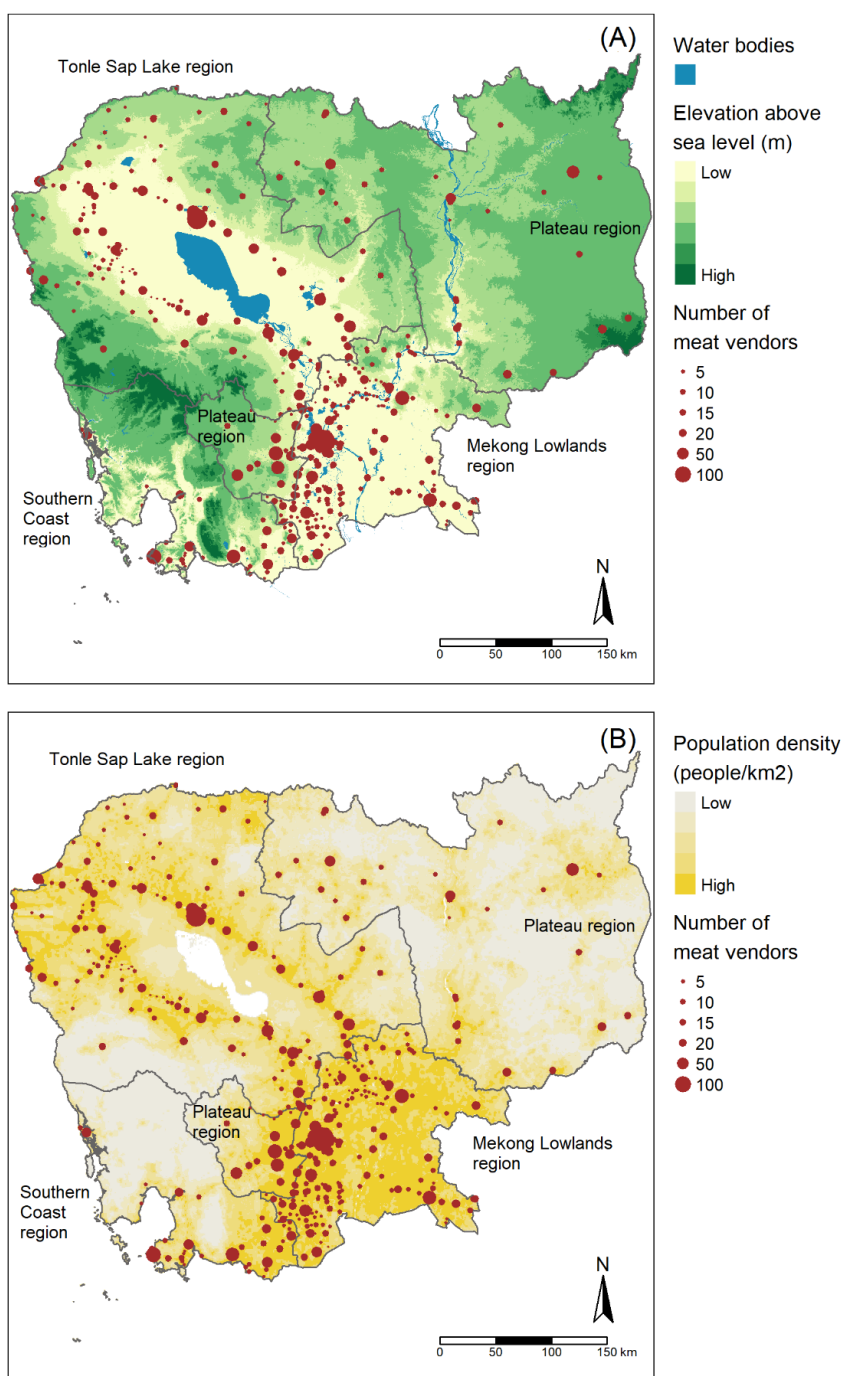 (A)
Tonle Sap Lake region
Plateau region
Plateau
region
Mekong Lowlands
region
Southern
Coast
region
N
0 50 100 150 km
Water bodies
Elevation above
sea level (m)
Low
High
Number of
meat vendors
5
10
15
20
50
100
(B)
Tonle Sap Lake region
Plateau region
Plateau
region
Mekong Lowlands
region
Southern
Coast
region
N
0 50 100 150 km
Population density
(people/km2)
Low
High
Number of
meat vendors
5
10
15
20
50
100